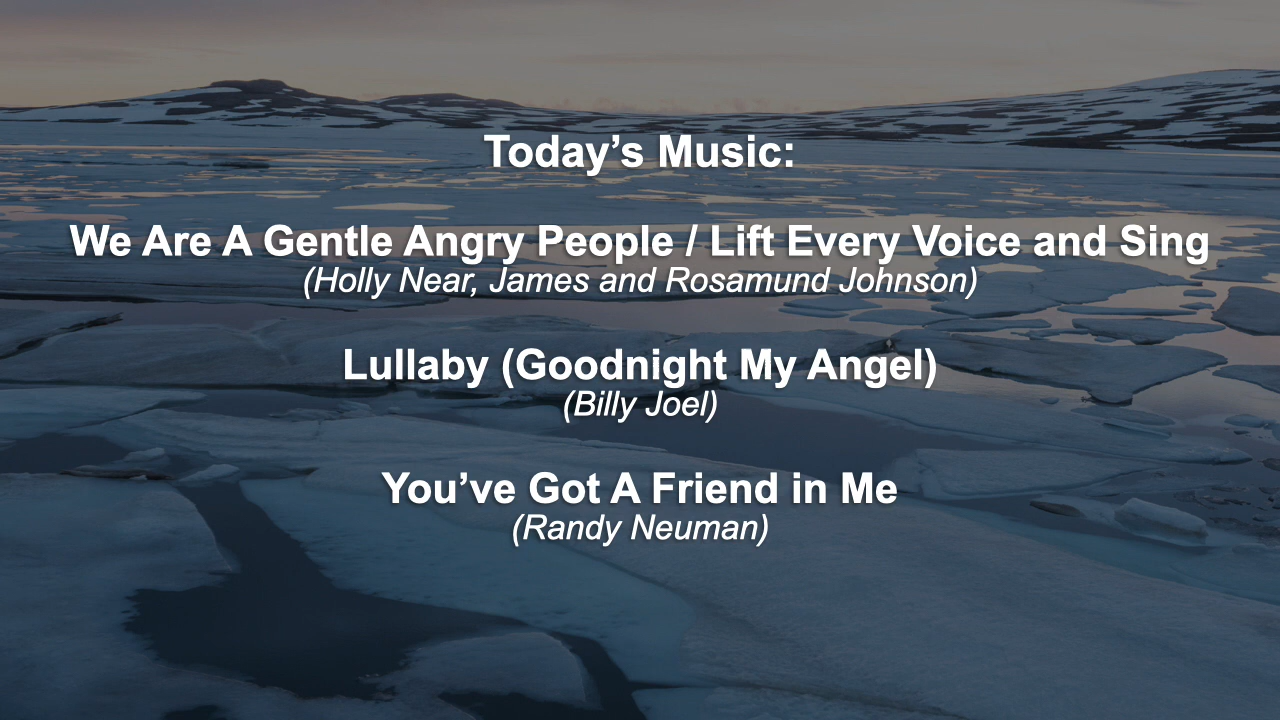 Today’s Music:
We Are A Gentle Angry People / Lift Every Voice and Sing
(Holly Near, James and Rosamund Johnson)
Lullaby (Goodnight My Angel)
(Billy Joel)
You’ve Got A Friend in Me
(Randy Neuman)